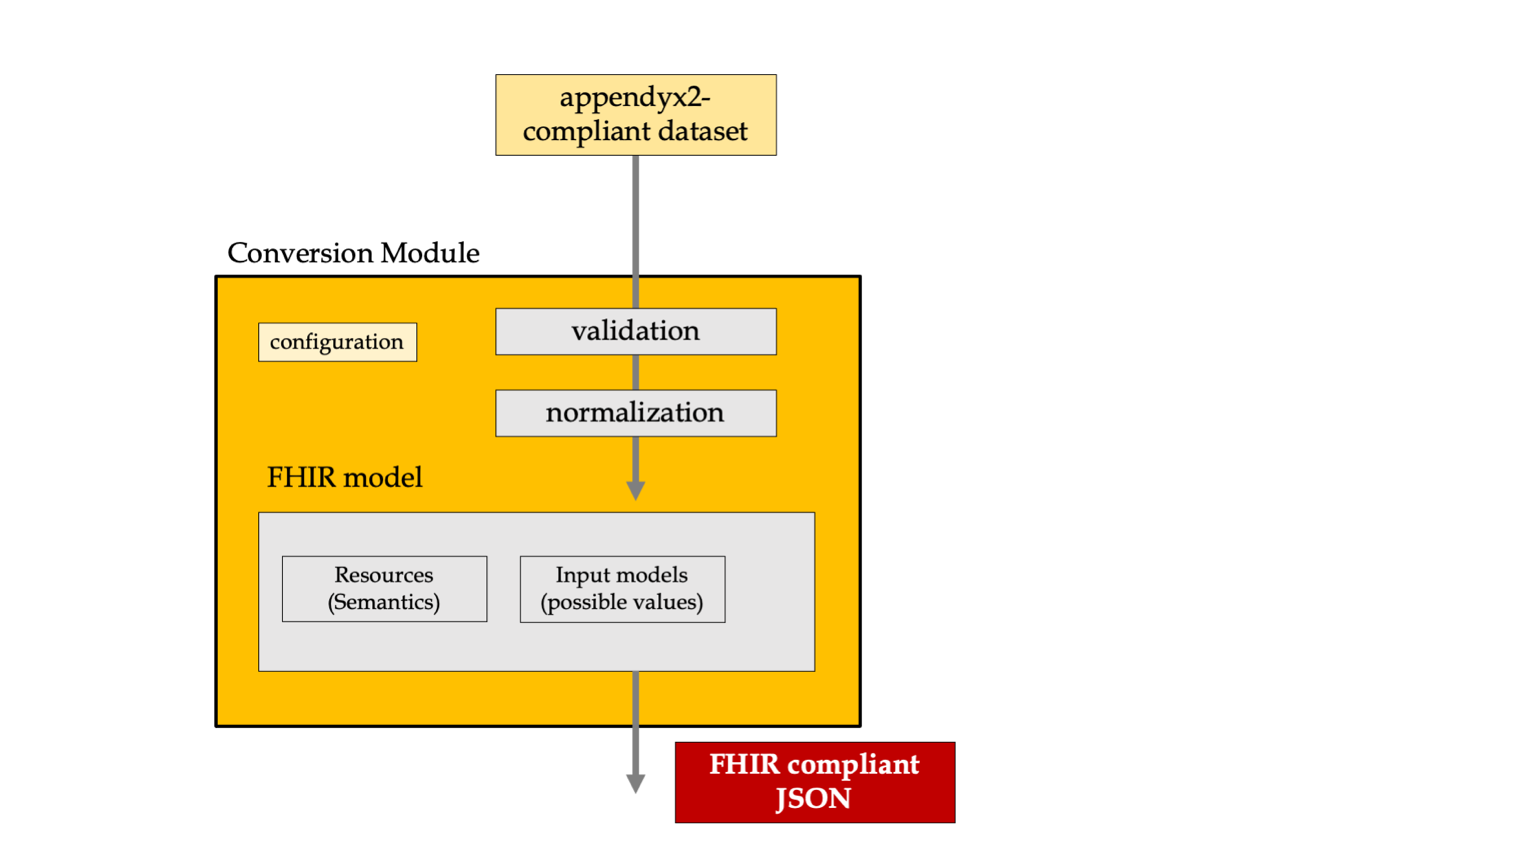 appendyx2-
compliant dataset
Conversion Module
configuration
validation
normalization
FHIR model
Resources
(Semantics)
Input models
(possible values)
FHIR compliant
JSON